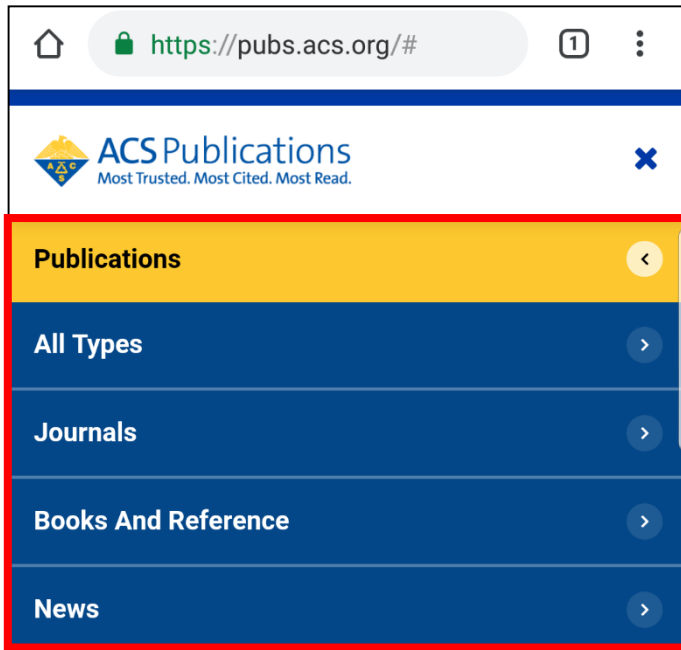 https://pubs.acs.org/#
1
ACS Publications
Most Trusted. Most Cited. Most Read.
A C S
Publications
All Types
Journals
Books And Reference
News